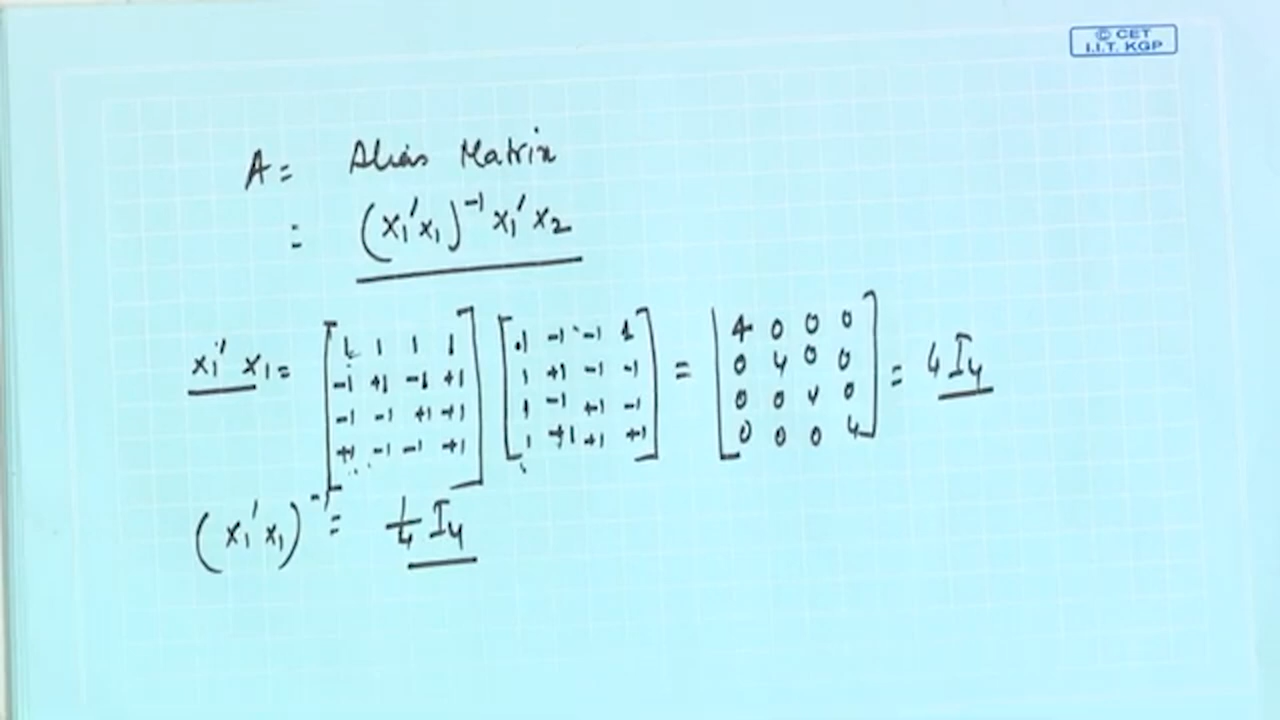 © CET
I.I.T. KGP
A = Alias Matrix
= (x₁'x₁)⁻¹ x₁'x₂
x₁' x₁ = [1 1 1 1; -1 +1 -1 +1; -1 -1 +1 +1; +1 -1 -1 +1] [1 -1 -1 1; 1 +1 -1 -1; 1 -1 +1 -1; 1 +1 +1 +1] = [4 0 0 0; 0 4 0 0; 0 0 4 0; 0 0 0 4] = 4 I₄
(x₁'x₁)⁻¹ = 1/4 I₄